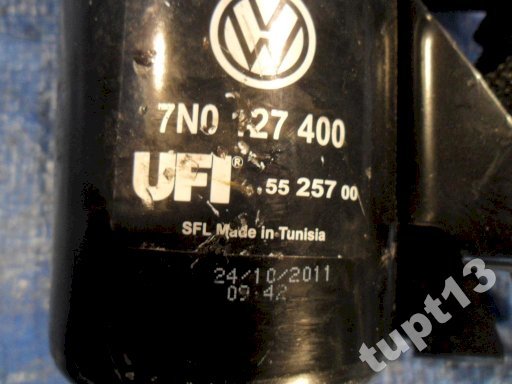 7N0 127 400
UFI® .55 257 00
SFL Made in Tunisia
24/10/2011
09:42
tupt13